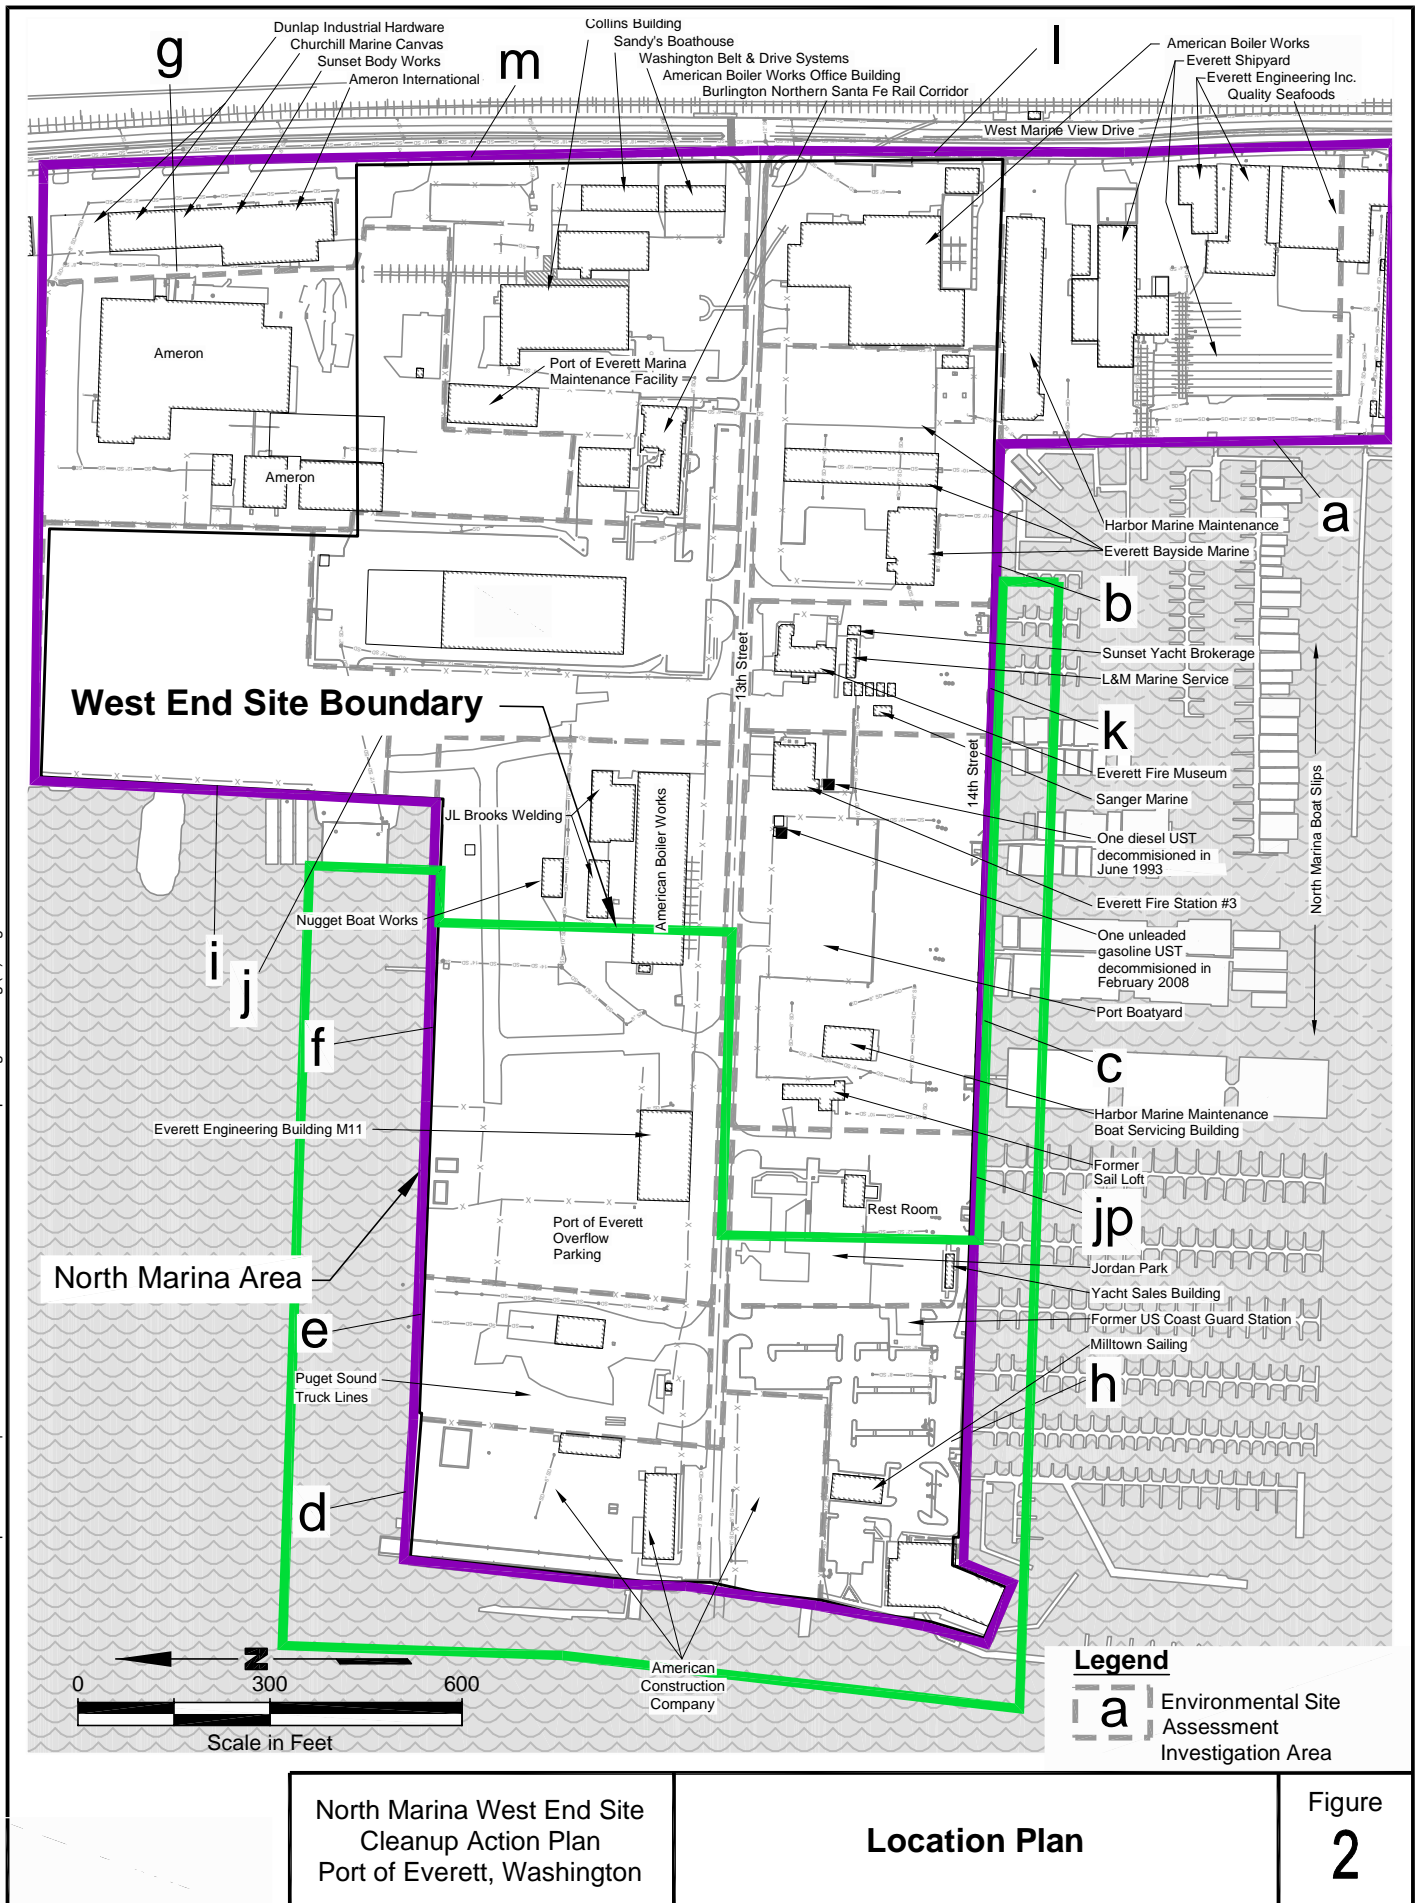 Dunlap Industrial Hardware
Churchill Marine Canvas
Sunset Body Works
Ameron International
g
m
Collins Building
Sandy's Boathouse
Washington Belt & Drive Systems
American Boiler Works Office Building
Burlington Northern Santa Fe Rail Corridor
l
American Boiler Works
Everett Shipyard
Everett Engineering Inc.
Quality Seafoods
West Marine View Drive
Ameron
Port of Everett Marina
Maintenance Facility
Ameron
a
Harbor Marine Maintenance
Everett Bayside Marine
b
13th Street
Sunset Yacht Brokerage
L&M Marine Service
West End Site Boundary
k
Everett Fire Museum
14th Street
Sanger Marine
North Marina Boat Slips
JL Brooks Welding
American Boiler Works
One diesel UST
decommisioned in
June 1993
Everett Fire Station #3
Nugget Boat Works
One unleaded
gasoline UST
decommisioned in
February 2008
i
j
Port Boatyard
f
c
Everett Engineering Building M11
Harbor Marine Maintenance
Boat Servicing Building
Former
Sail Loft
Rest Room
jp
Port of Everett
Overflow
Parking
North Marina Area
Jordan Park
Yacht Sales Building
e
Former US Coast Guard Station
Milltown Sailing
Puget Sound
Truck Lines
h
d
N
American
Construction
Company
0 300 600
Scale in Feet
Legend
a
Environmental Site
Assessment
Investigation Area
North Marina West End Site
Cleanup Action Plan
Port of Everett, Washington
Location Plan
Figure
2